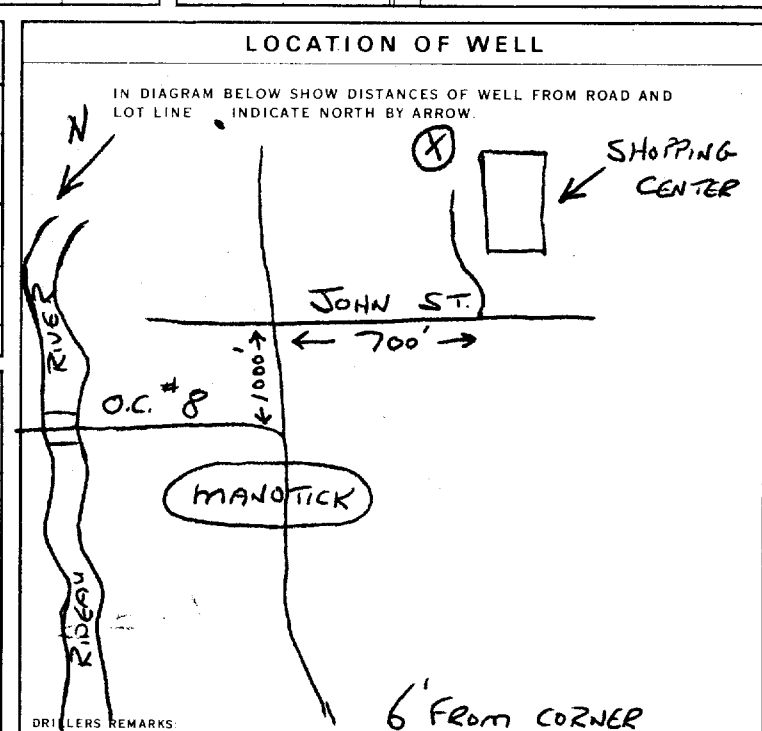 LOCATION OF WELL
IN DIAGRAM BELOW SHOW DISTANCES OF WELL FROM ROAD AND
LOT LINE INDICATE NORTH BY ARROW.
N
X
SHOPPING
CENTER
RIVER
JOHN ST.
700'
1000'
O.C. #8
MANOTICK
RIDEAU
6' FROM CORNER
DRILLERS REMARKS: